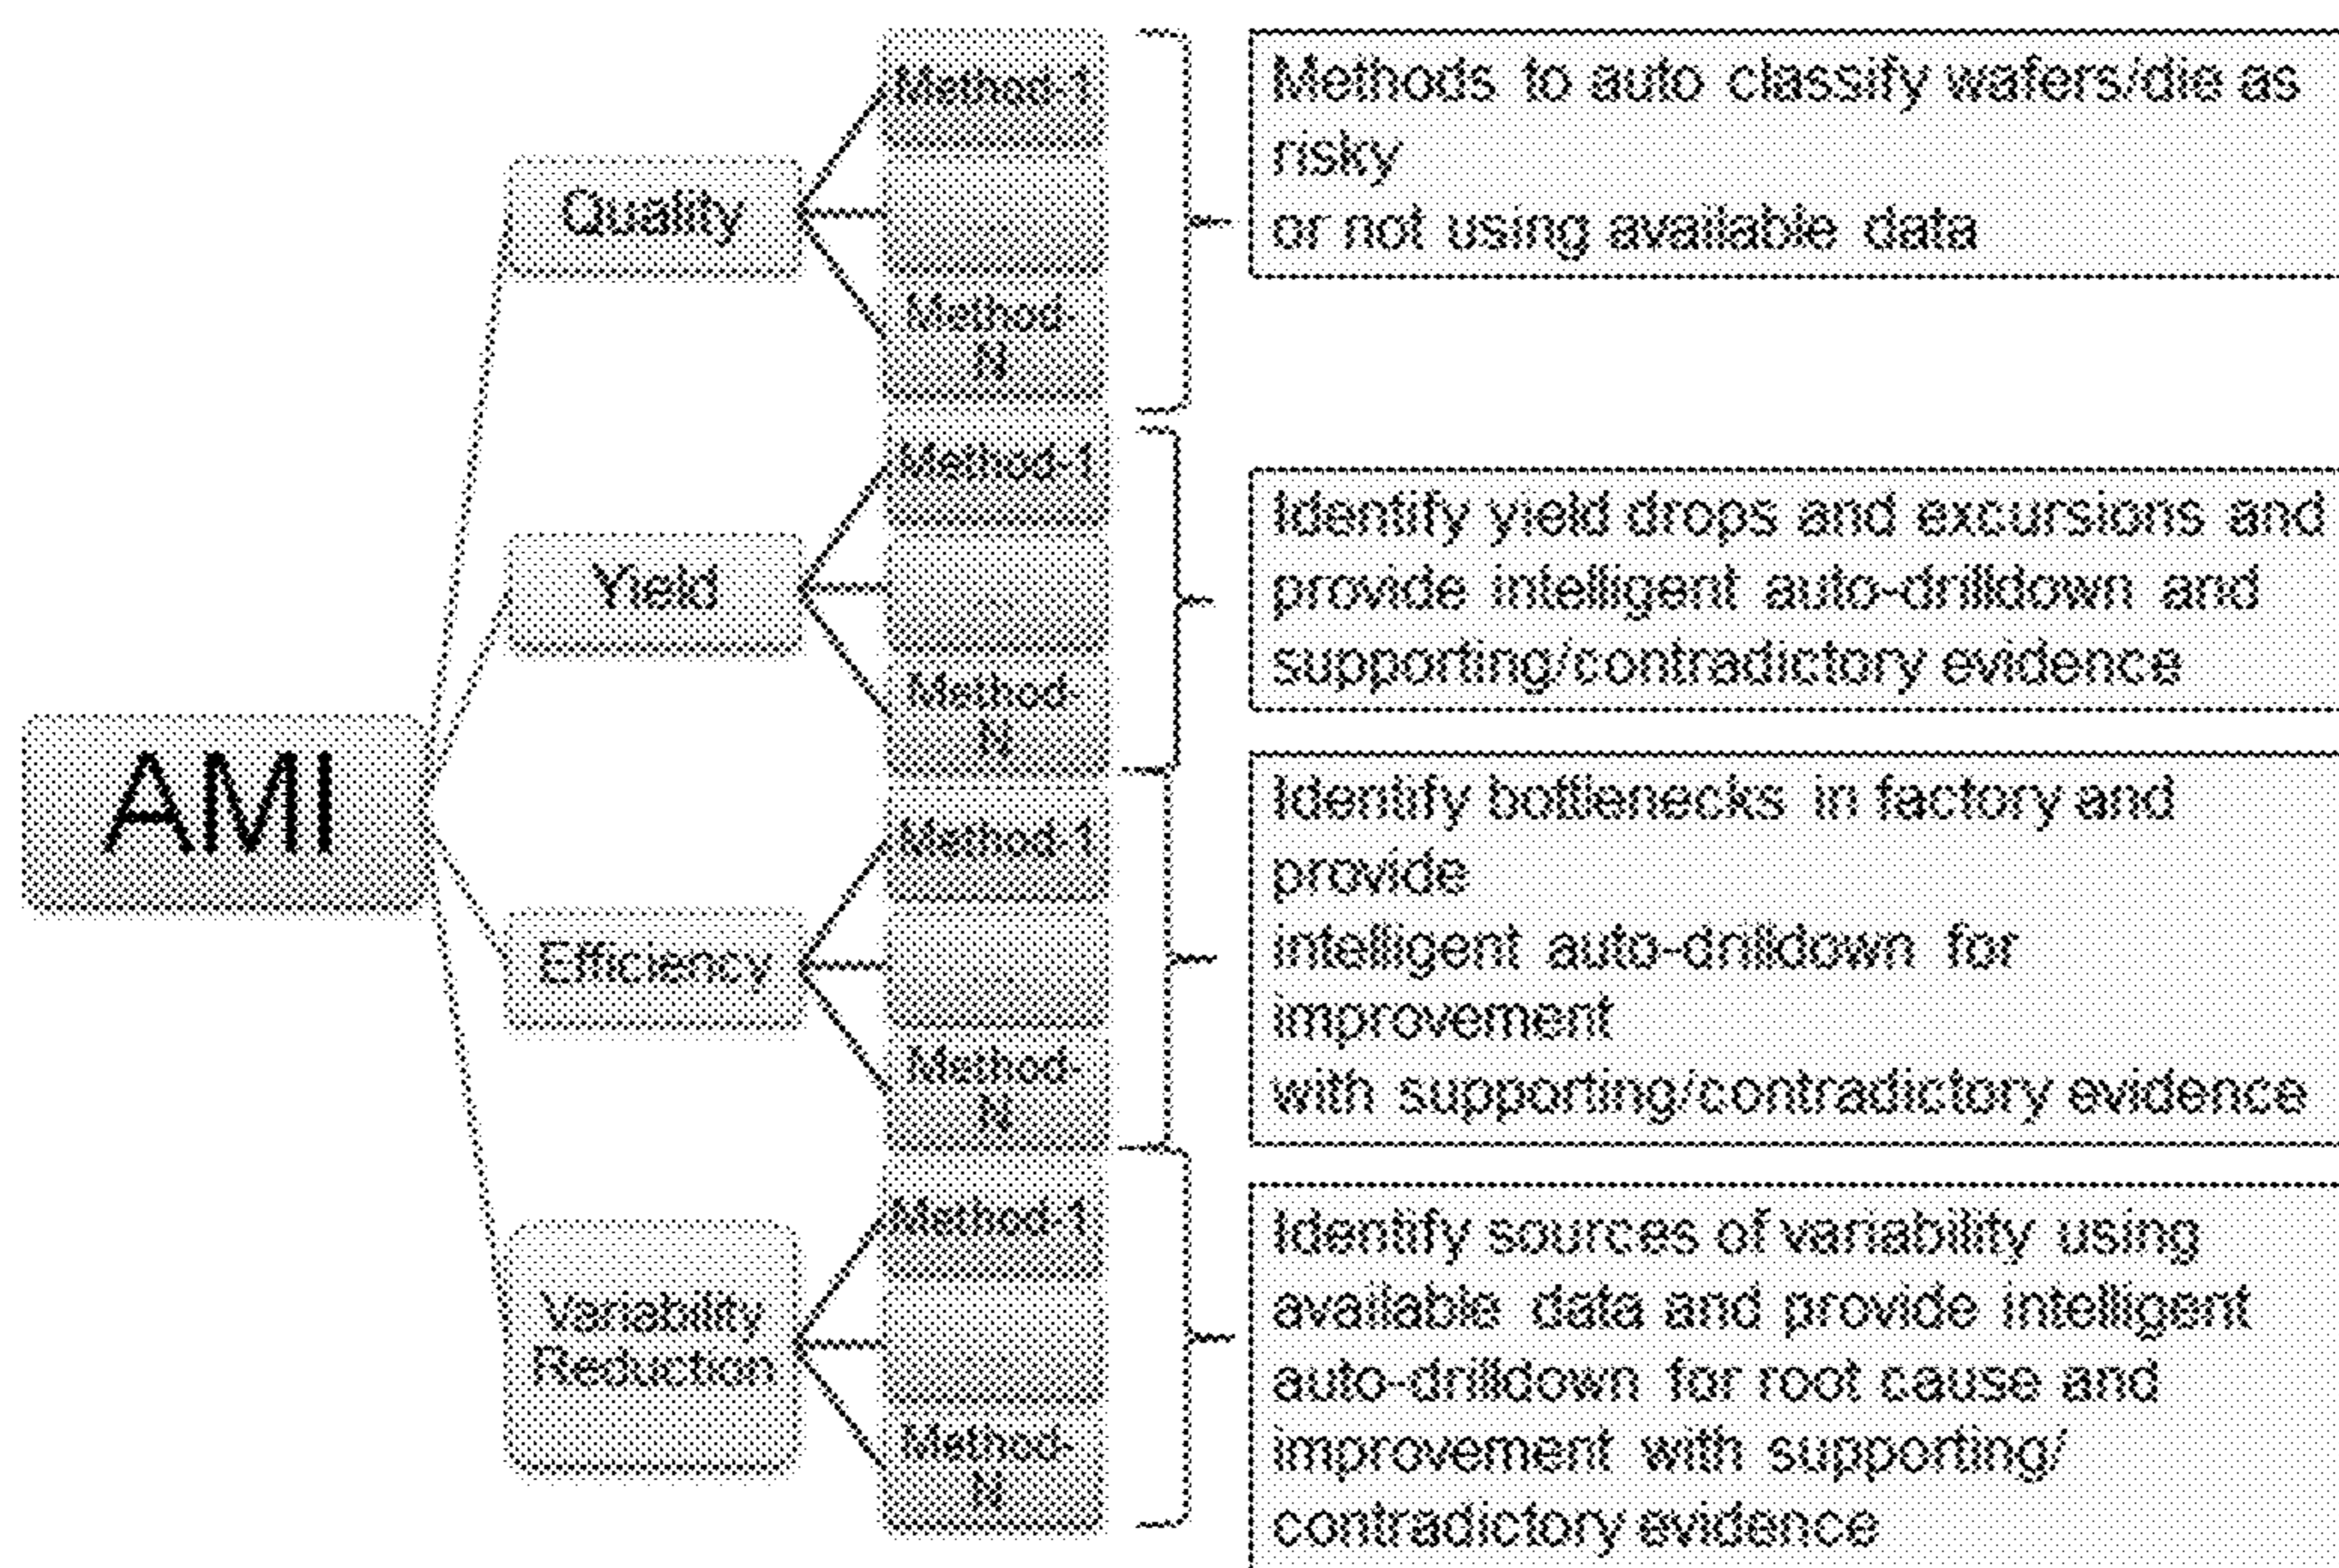 AMI
Quality
Method-1
Method-
N
Methods to auto classify wafers/die as
risky
or not using available data
Yield
Method-1
Method-
N
Identify yield drops and excursions and
provide intelligent auto-drilldown and
supporting/contradictory evidence
Efficiency
Method-1
Method-
N
Identify bottlenecks in factory and
provide
intelligent auto-drilldown for
improvement
with supporting/contradictory evidence
Variability
Reduction
Method-1
Method-
N
Identify sources of variability using
available data and provide intelligent
auto-drilldown for root cause and
improvement with supporting/
contradictory evidence